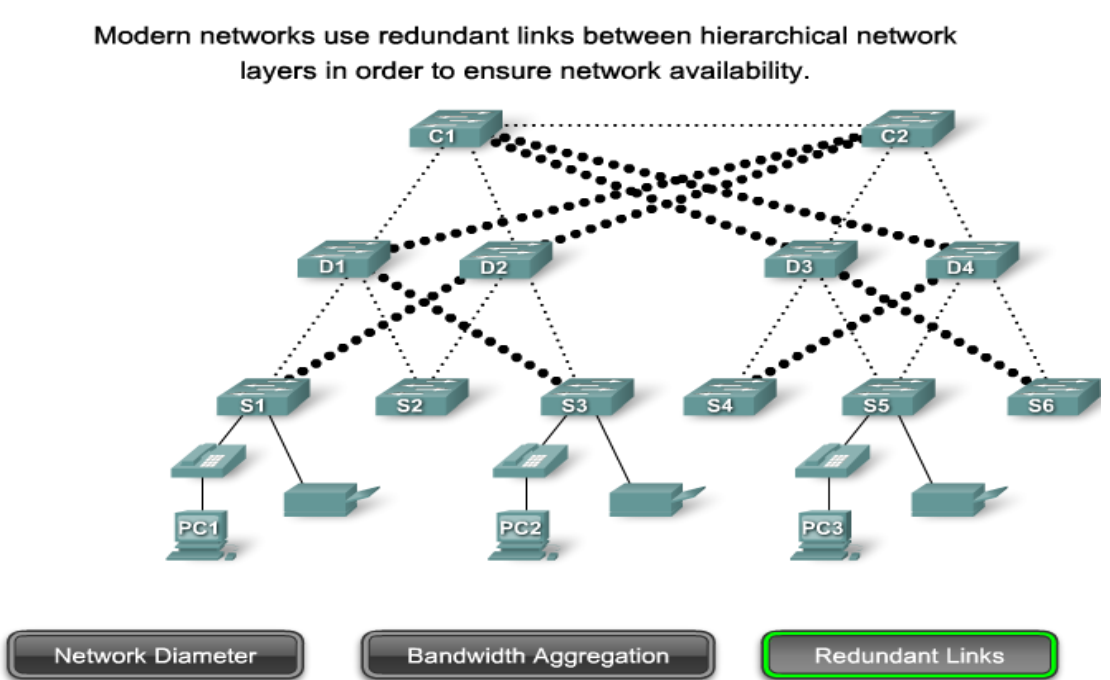 Modern networks use redundant links between hierarchical network
layers in order to ensure network availability.
C1 C2
D1 D2 D3 D4
S1 S2 S3 S4 S5 S6
PC1 PC2 PC3
Network Diameter Bandwidth Aggregation Redundant Links